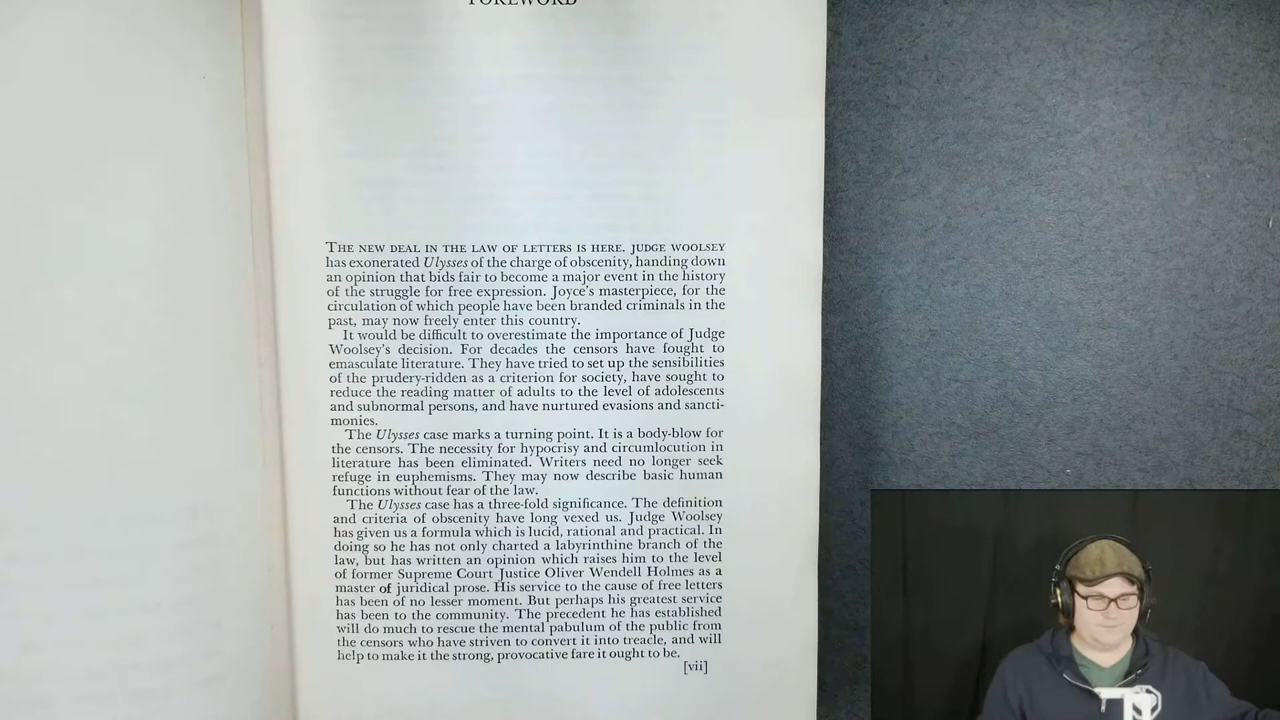 FOREWORD
THE NEW DEAL IN THE LAW OF LETTERS IS HERE. JUDGE WOOLSEY
has exonerated Ulysses of the charge of obscenity, handing down
an opinion that bids fair to become a major event in the history
of the struggle for free expression. Joyce's masterpiece, for the
circulation of which people have been branded criminals in the
past, may now freely enter this country.
It would be difficult to overestimate the importance of Judge
Woolsey's decision. For decades the censors have fought to
emasculate literature. They have tried to set up the sensibilities
of the prudery-ridden as a criterion for society, have sought to
reduce the reading matter of adults to the level of adolescents
and subnormal persons, and have nurtured evasions and sancti-
monies.
The Ulysses case marks a turning point. It is a body-blow for
the censors. The necessity for hypocrisy and circumlocution in
literature has been eliminated. Writers need no longer seek
refuge in euphemisms. They may now describe basic human
functions without fear of the law.
The Ulysses case has a three-fold significance. The definition
and criteria of obscenity have long vexed us. Judge Woolsey
has given us a formula which is lucid, rational and practical. In
doing so he has not only charted a labyrinthine branch of the
law, but has written an opinion which raises him to the level
of former Supreme Court Justice Oliver Wendell Holmes as a
master of juridical prose. His service to the cause of free letters
has been of no lesser moment. But perhaps his greatest service
has been to the community. The precedent he has established
will do much to rescue the mental pabulum of the public from
the censors who have striven to convert it into treacle, and will
help to make it the strong, provocative fare it ought to be.
[vii]